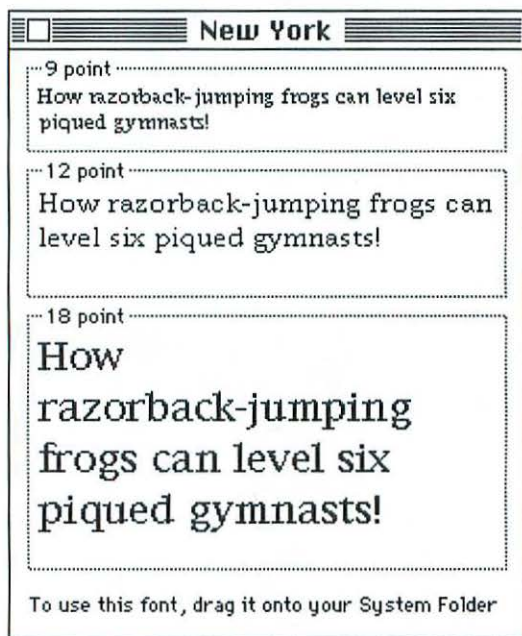 New York
9 point
How razorback-jumping frogs can level six
piqued gymnasts!
12 point
How razorback-jumping frogs can
level six piqued gymnasts!
18 point
How
razorback-jumping
frogs can level six
piqued gymnasts!
To use this font, drag it onto your System Folder